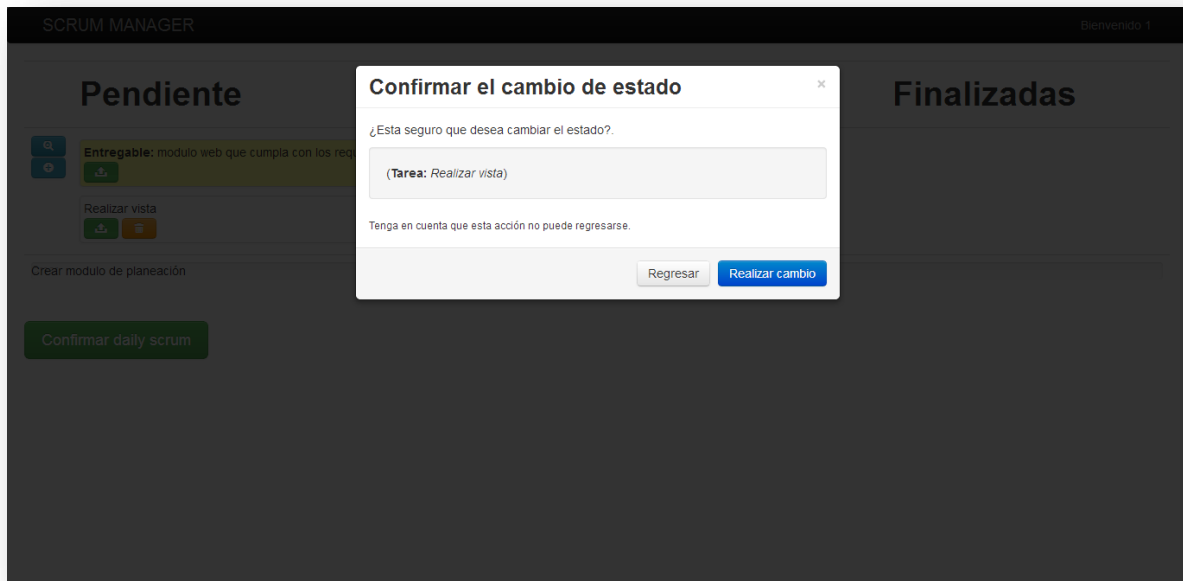 SCRUM MANAGER
Bienvenido 1
Pendiente
Finalizadas
Entregable: modulo web que cumpla con los requ
Realizar vista
Crear modulo de planeación
Confirmar daily scrum
Confirmar el cambio de estado
×
¿Esta seguro que desea cambiar el estado?.
(Tarea: Realizar vista)
Tenga en cuenta que esta acción no puede regresarse.
Regresar
Realizar cambio